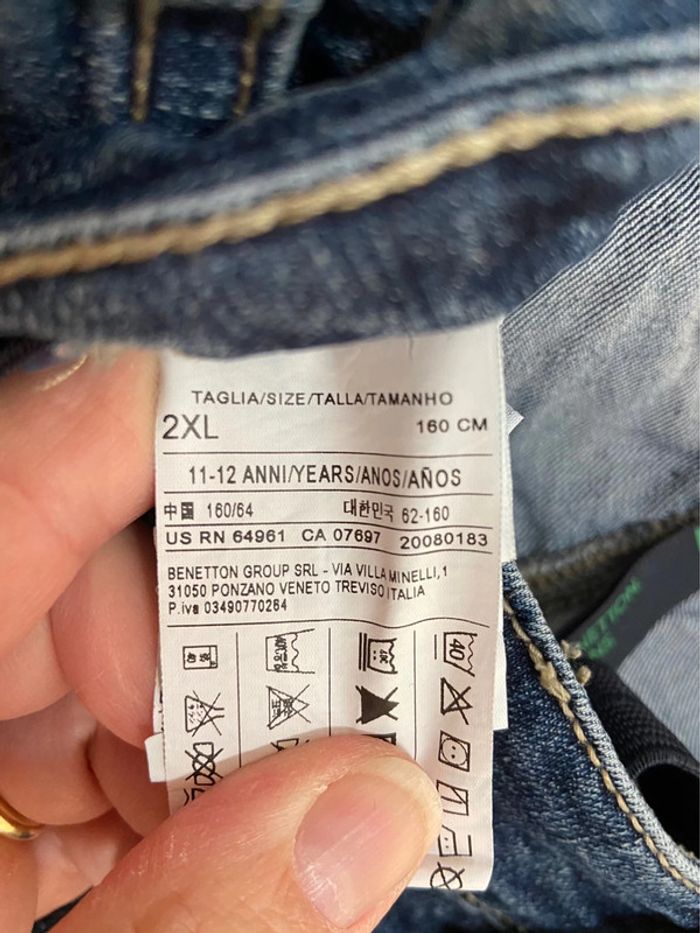 TAGLIA/SIZE/TALLA/TAMANHO
2XL 160 CM
11-12 ANNI/YEARS/ANOS/AÑOS
中国 160/64 대한민국 62-160
US RN 64961 CA 07697 20080183
BENETTON GROUP SRL - VIA VILLA MINELLI,1
31050 PONZANO VENETO TREVISO ITALIA
P.iva 03490770264
40 40